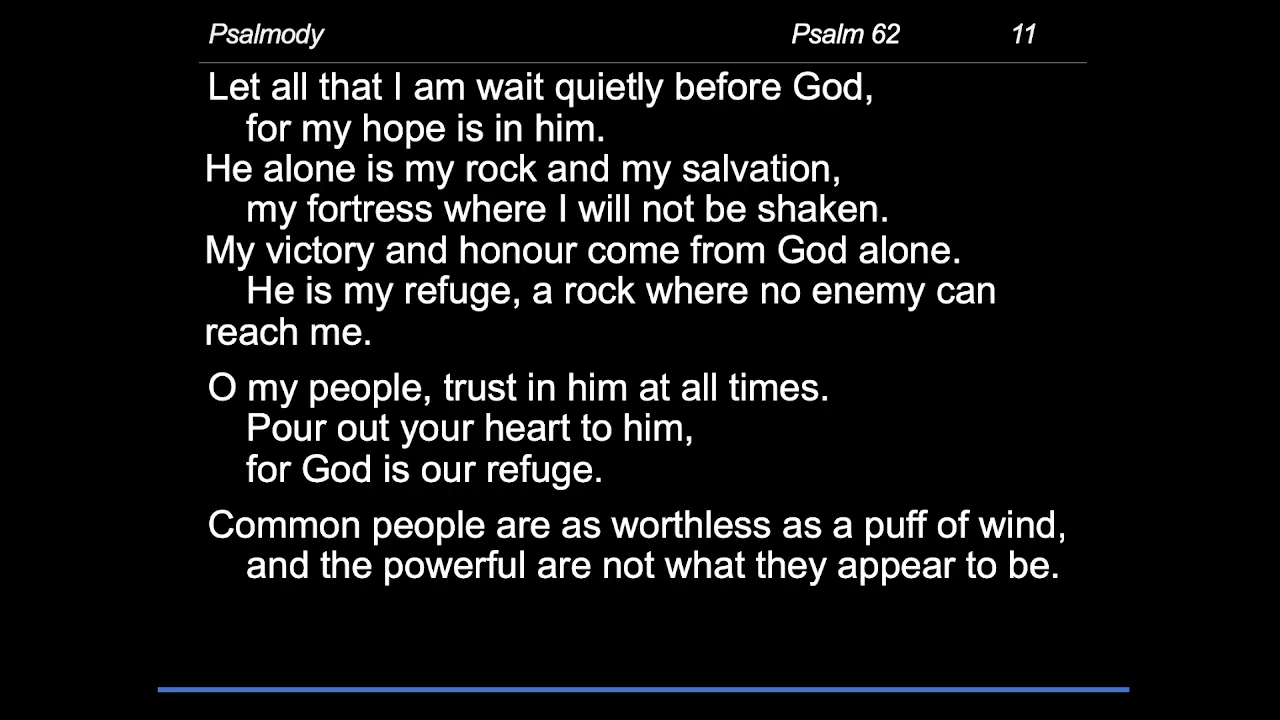 Psalmody Psalm 62 11
Let all that I am wait quietly before God,
for my hope is in him.
He alone is my rock and my salvation,
my fortress where I will not be shaken.
My victory and honour come from God alone.
He is my refuge, a rock where no enemy can
reach me.
O my people, trust in him at all times.
Pour out your heart to him,
for God is our refuge.
Common people are as worthless as a puff of wind,
and the powerful are not what they appear to be.